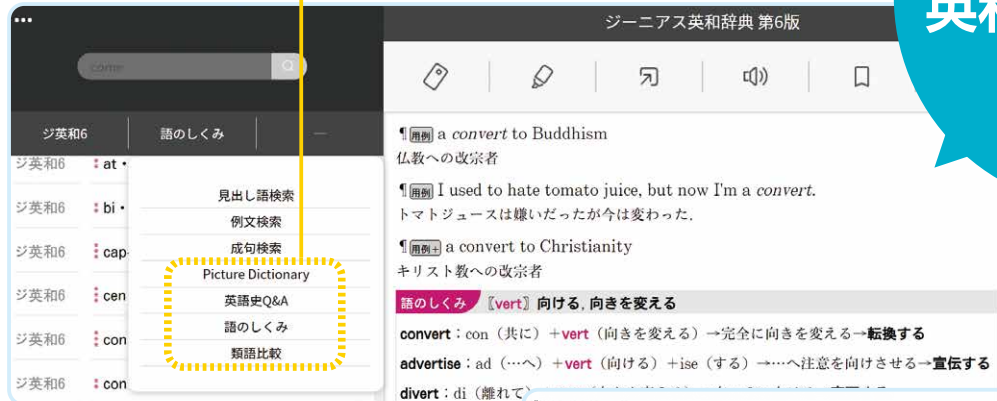 ジーニアス英和辞典 第6版
英和
come
ジ英和6
語のしくみ
ジ英和6
at・
ジ英和6
bi・
ジ英和6
cap-
ジ英和6
cen
ジ英和6
con
ジ英和6
con
見出し語検索
例文検索
成句検索
Picture Dictionary
英語史Q&A
語のしくみ
類語比較
¶用例 a convert to Buddhism
仏教への改宗者
¶用例 I used to hate tomato juice, but now I'm a convert.
トマトジュースは嫌いだったが今は変わった.
¶用例+ a convert to Christianity
キリスト教への改宗者
語のしくみ 〖vert〗向ける, 向きを変える
convert：con（共に）+vert（向きを変える）→完全に向きを変える→転換する
advertise：ad（…へ）+vert（向ける）+ise（する）→…へ注意を向けさせる→宣伝する
divert：di（離れて）